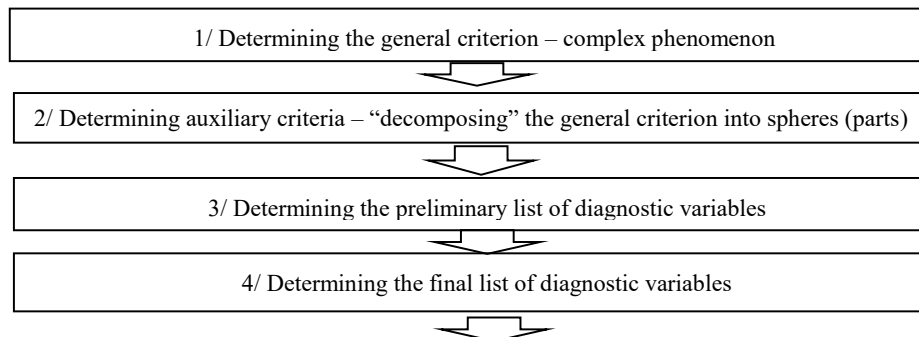 1/ Determining the general criterion – complex phenomenon
2/ Determining auxiliary criteria – “decomposing” the general criterion into spheres (parts)
3/ Determining the preliminary list of diagnostic variables
4/ Determining the final list of diagnostic variables